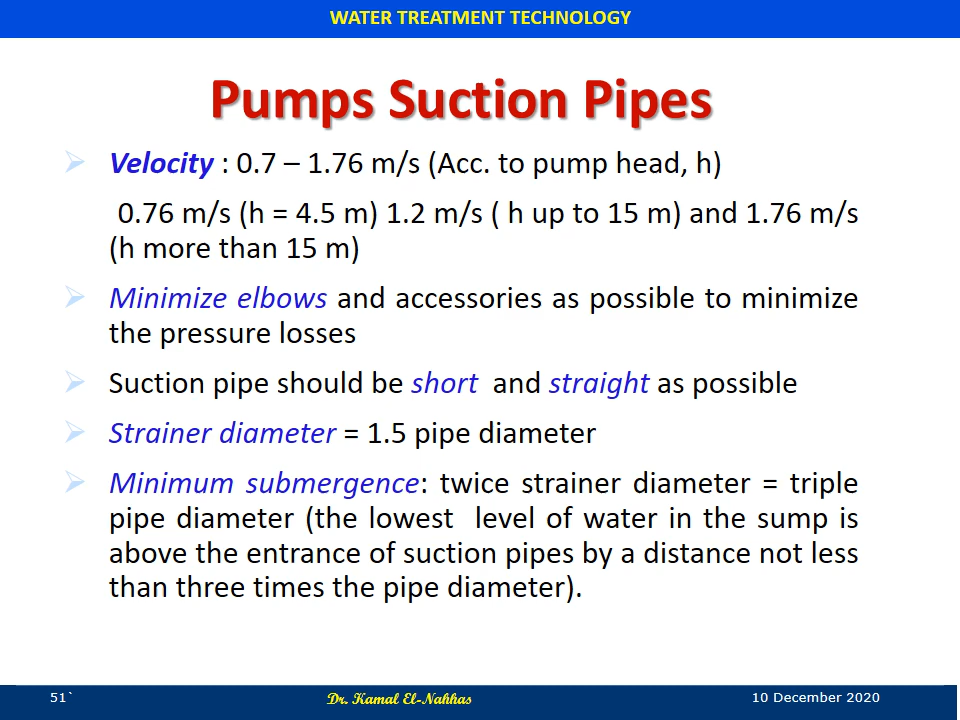 WATER TREATMENT TECHNOLOGY
Pumps Suction Pipes
Velocity : 0.7 – 1.76 m/s (Acc. to pump head, h)
0.76 m/s (h = 4.5 m) 1.2 m/s ( h up to 15 m) and 1.76 m/s
(h more than 15 m)
Minimize elbows and accessories as possible to minimize
the pressure losses
Suction pipe should be short and straight as possible
Strainer diameter = 1.5 pipe diameter
Minimum submergence: twice strainer diameter = triple
pipe diameter (the lowest level of water in the sump is
above the entrance of suction pipes by a distance not less
than three times the pipe diameter).
51`
Dr. Kamal El-Nahhas
10 December 2020